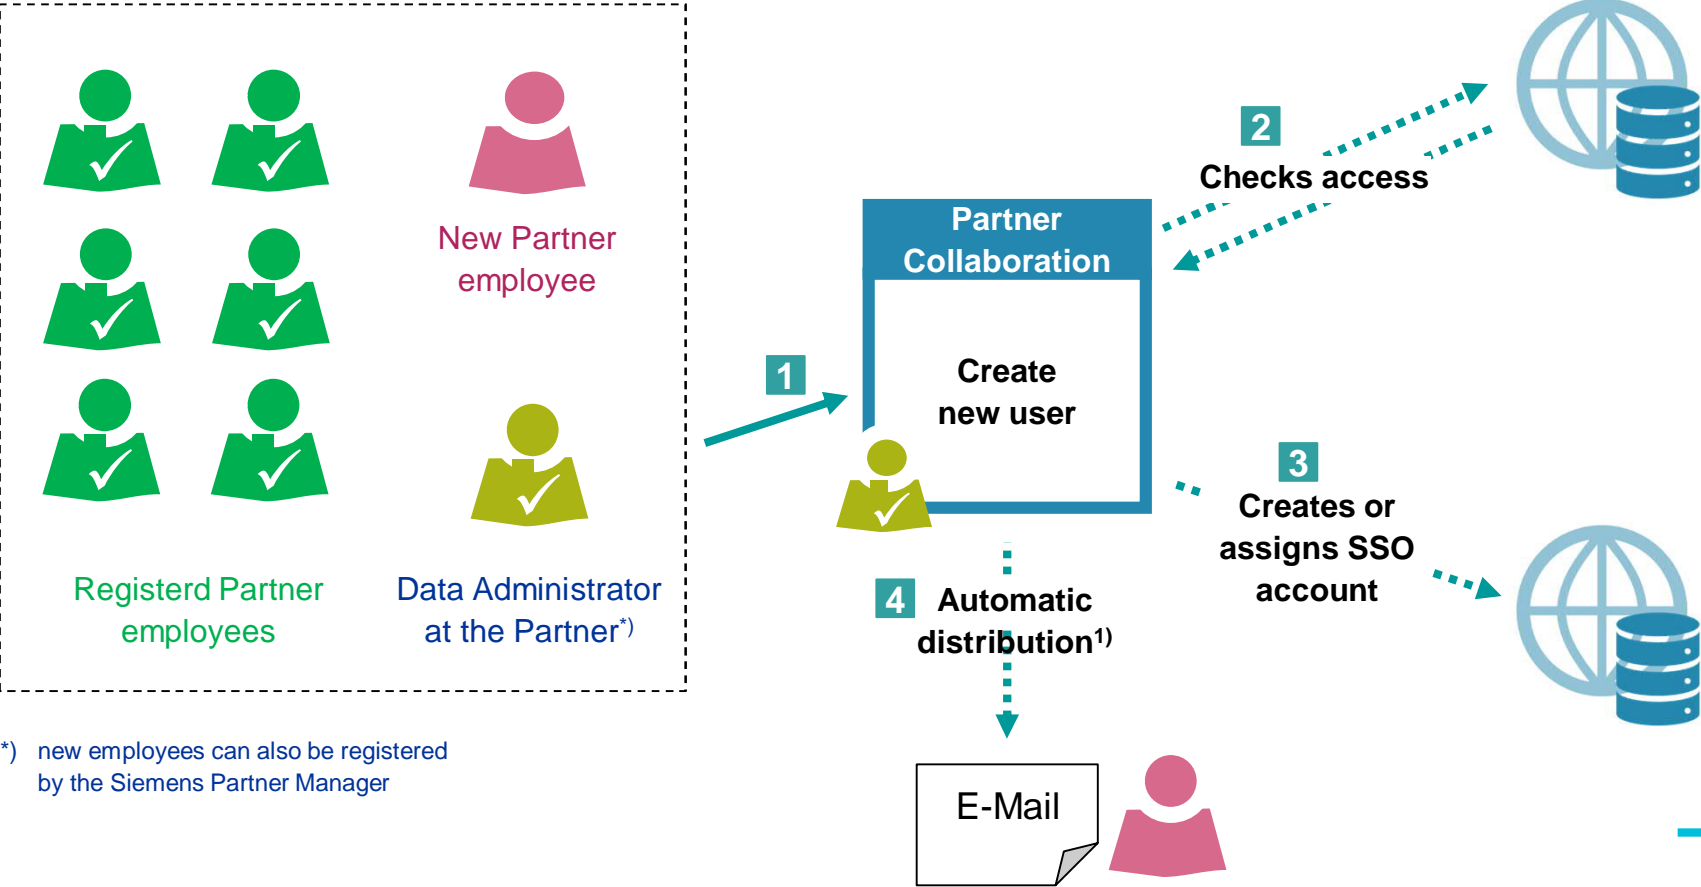 New Partner
employee
Registerd Partner
employees
Data Administrator
at the Partner*)
*) new employees can also be registered
by the Siemens Partner Manager
1
Partner
Collaboration
Create
new user
2
Checks access
3
Creates or
assigns SSO
account
4
Automatic
distribution1)
E-Mail